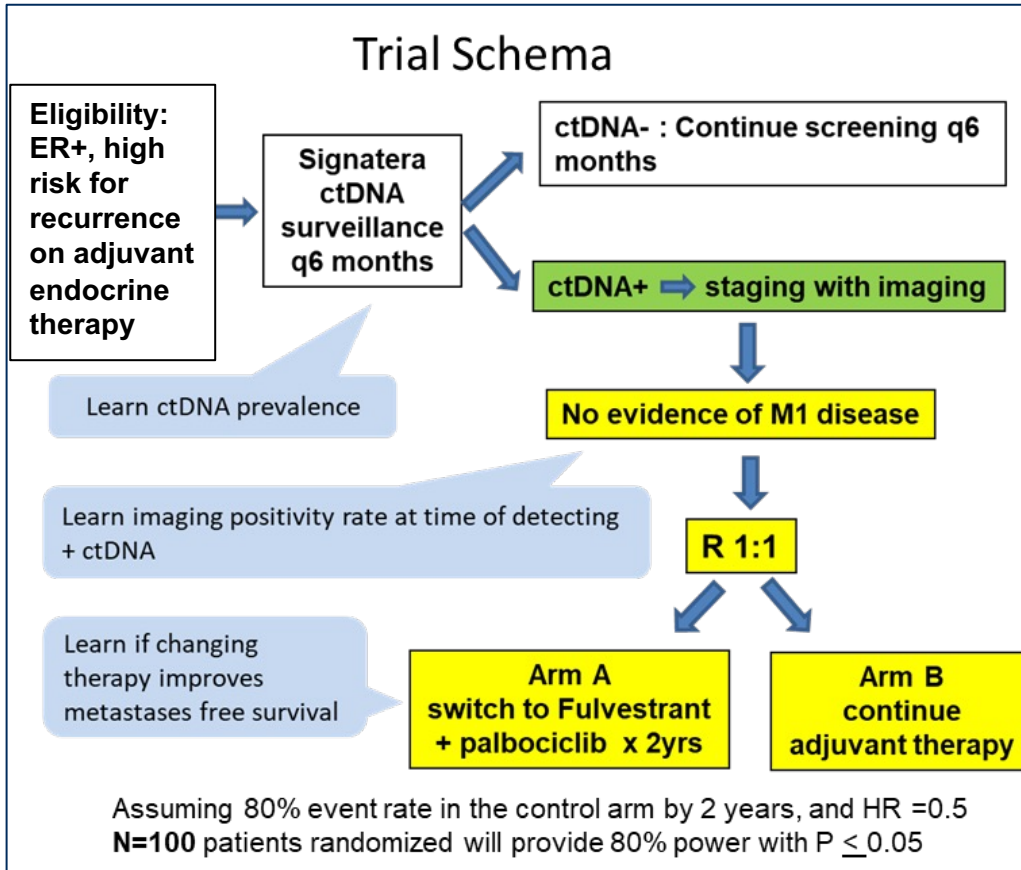 Trial Schema
Eligibility:
ER+, high
risk for
recurrence
on adjuvant
endocrine
therapy
Signatera
ctDNA
surveillance
q6 months
ctDNA- : Continue screening q6
months
ctDNA+ staging with imaging
Learn ctDNA prevalence
No evidence of M1 disease
Learn imaging positivity rate at time of detecting
+ ctDNA
R 1:1
Learn if changing
therapy improves
metastases free survival
Arm A
switch to Fulvestrant
+ palbociclib x 2yrs
Arm B
continue
adjuvant therapy
Assuming 80% event rate in the control arm by 2 years, and HR =0.5
N=100 patients randomized will provide 80% power with P < 0.05